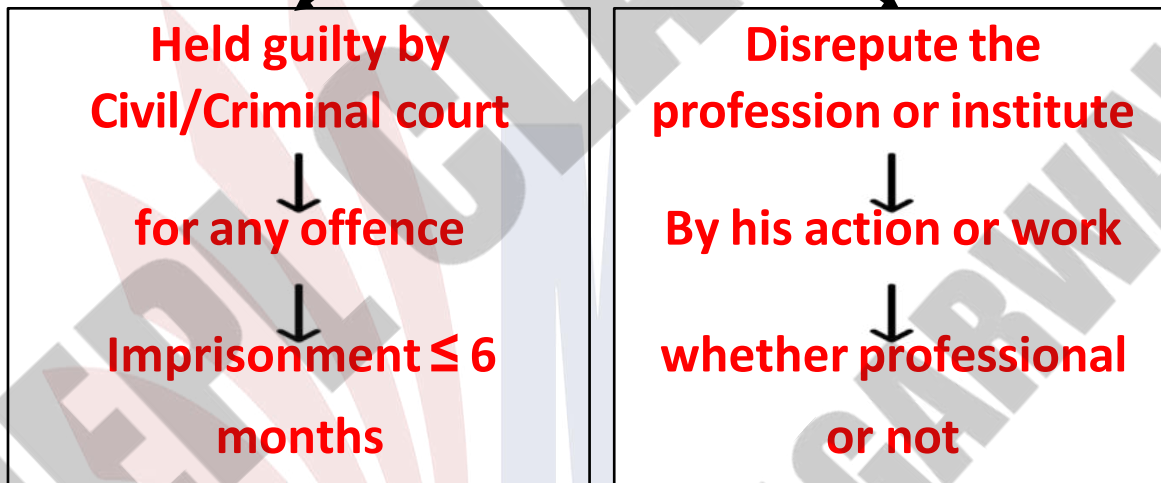 Held guilty by
Civil/Criminal court
for any offence
Imprisonment ≤ 6
months
Disrepute the
profession or institute
By his action or work
whether professional
or not